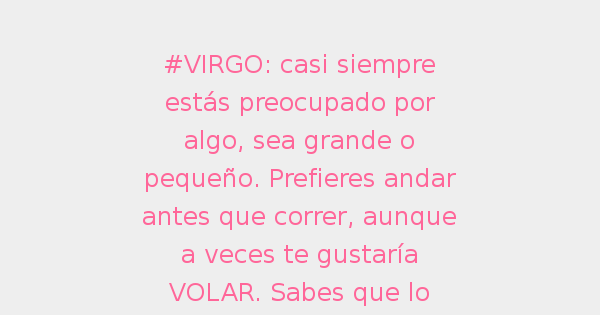 #VIRGO: casi siempre
estás preocupado por
algo, sea grande o
pequeño. Prefieres andar
antes que correr, aunque
a veces te gustaría
VOLAR. Sabes que lo